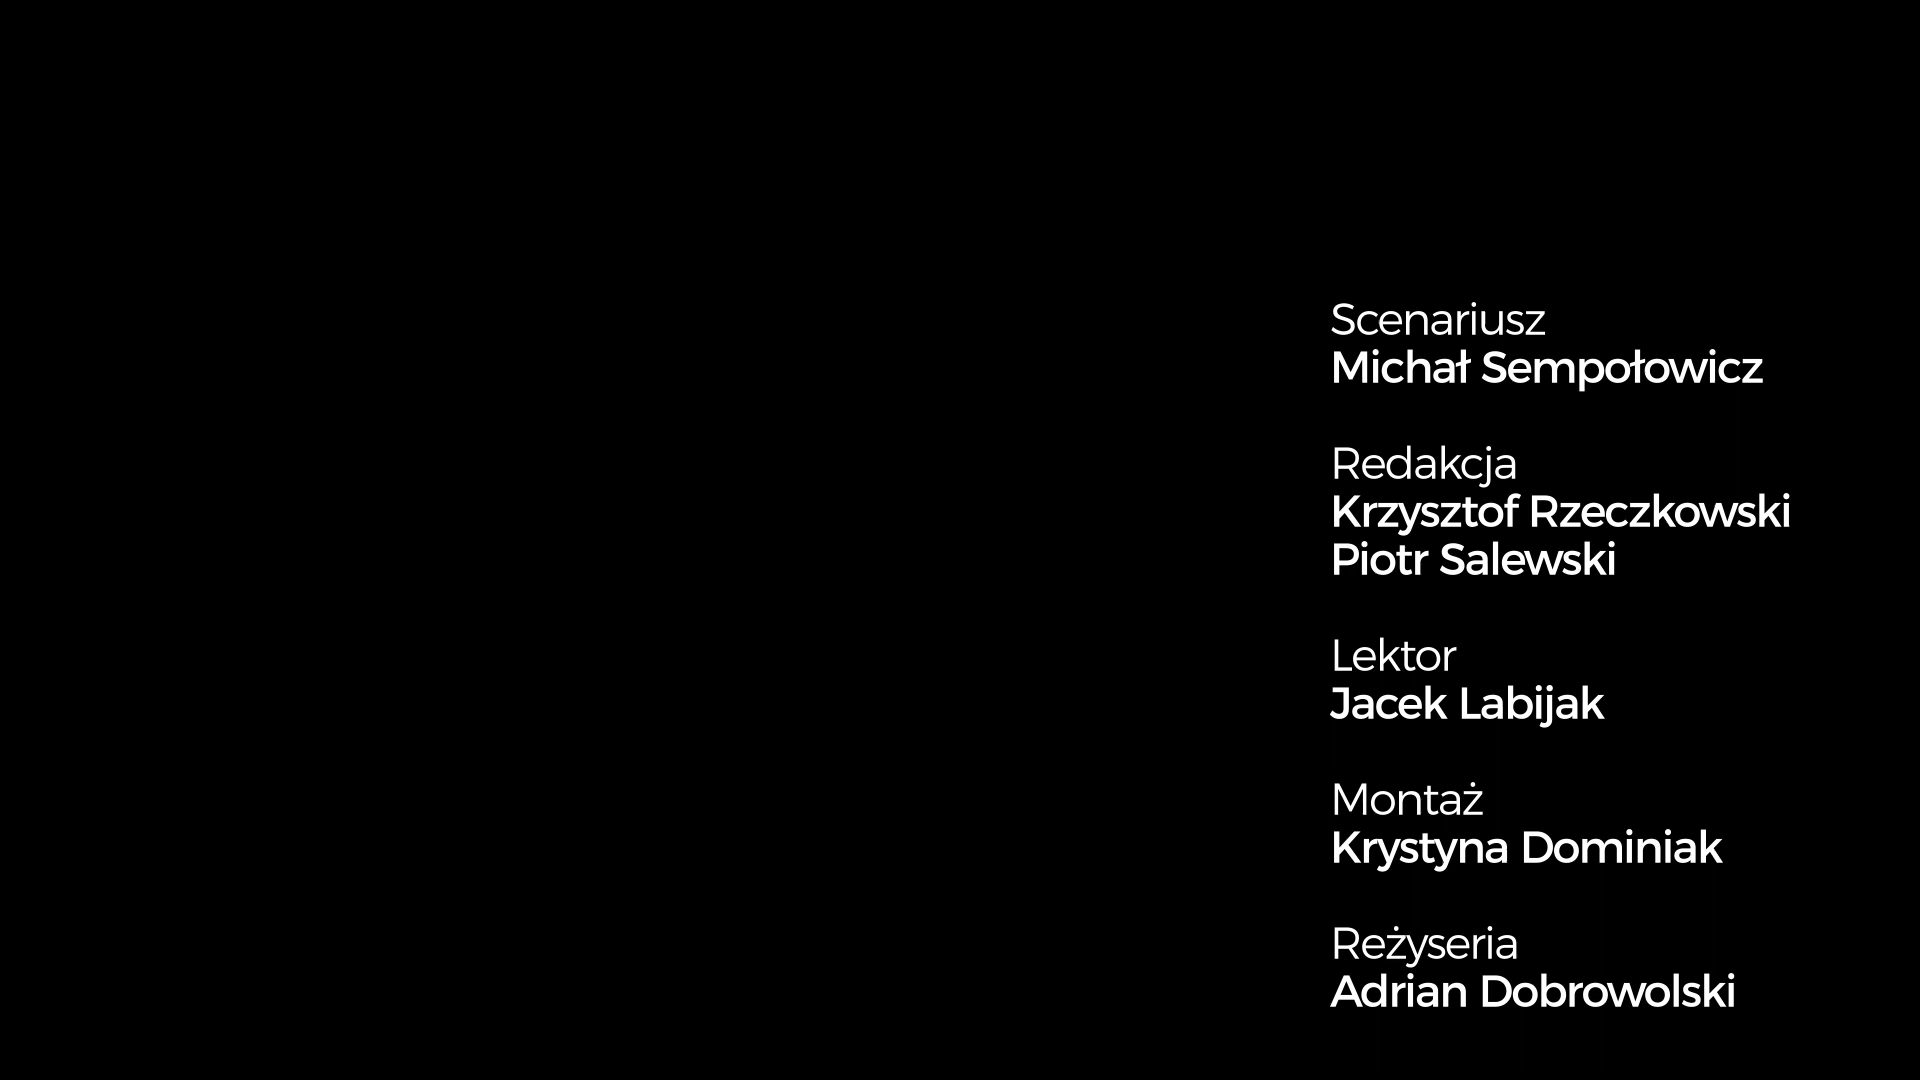 Scenariusz
Michał Sempołowicz
Redakcja
Krzysztof Rzeczkowski
Piotr Salewski
Lektor
Jacek Labijak
Montaż
Krystyna Dominiak
Reżyseria
Adrian Dobrowolski